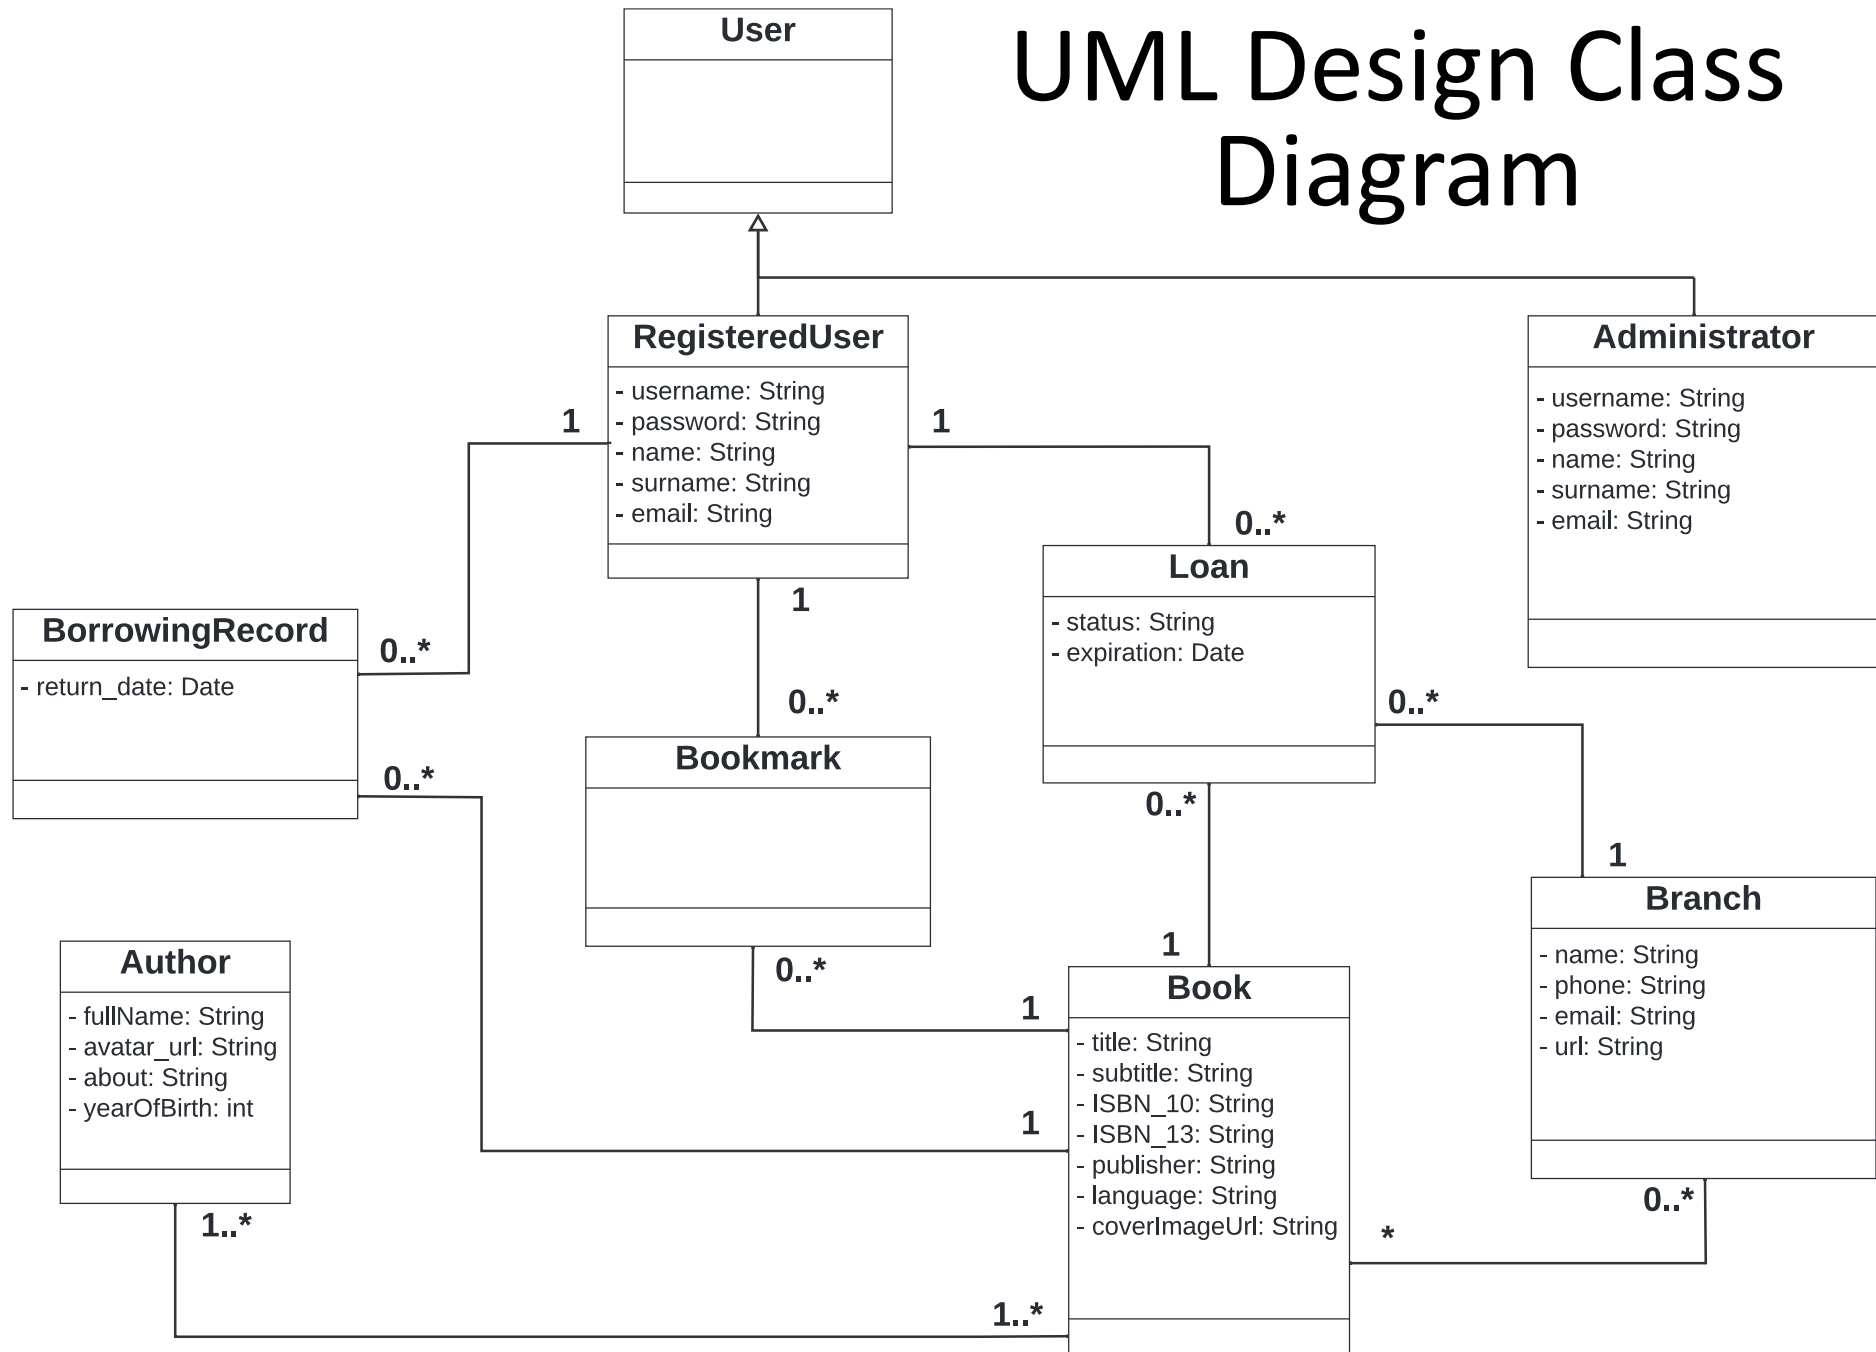 User
UML Design Class
Diagram
RegisteredUser
- username: String
- password: String
- name: String
- surname: String
- email: String
Administrator
- username: String
- password: String
- name: String
- surname: String
- email: String
1
1
0..*
Loan
- status: String
- expiration: Date
1
BorrowingRecord
- return_date: Date
0..*
0..*
0..*
Bookmark
0..*
0..*
1
Branch
- name: String
- phone: String
- email: String
- url: String
Author
- fullName: String
- avatar_url: String
- about: String
- yearOfBirth: int
0..*
1
1
Book
- title: String
- subtitle: String
- ISBN_10: String
- ISBN_13: String
- publisher: String
- language: String
- coverImageUrl: String
1
0..*
1..*
*
1..*